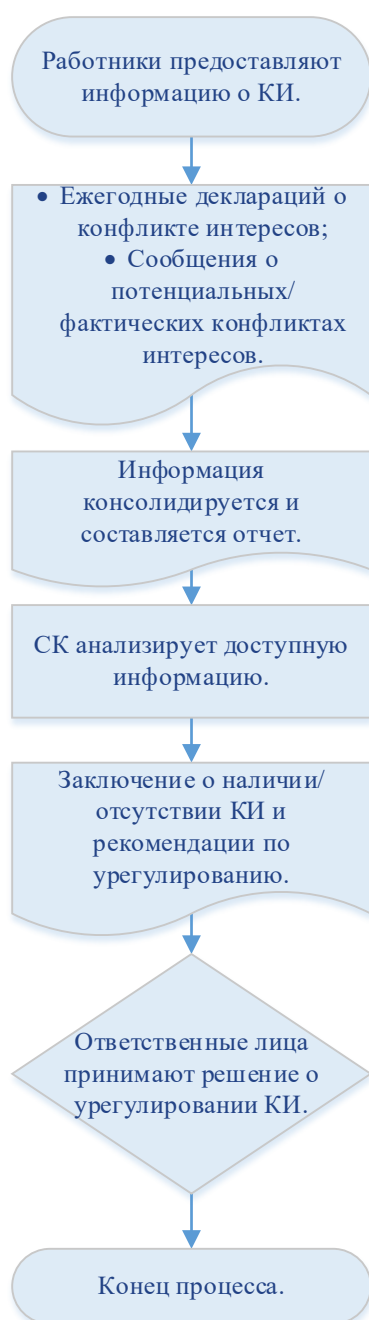 Работники предоставляют
информацию о КИ.
• Ежегодные деклараций о
конфликте интересов;
• Сообщения о
потенциальных/
фактических конфликтах
интересов.
Информация
консолидируется и
составляется отчет.
СК анализирует доступную
информацию.
Заключение о наличии/
отсутствии КИ и
рекомендации по
урегулированию.
Ответственные лица
принимают решение о
урегулировании КИ.
Конец процесса.